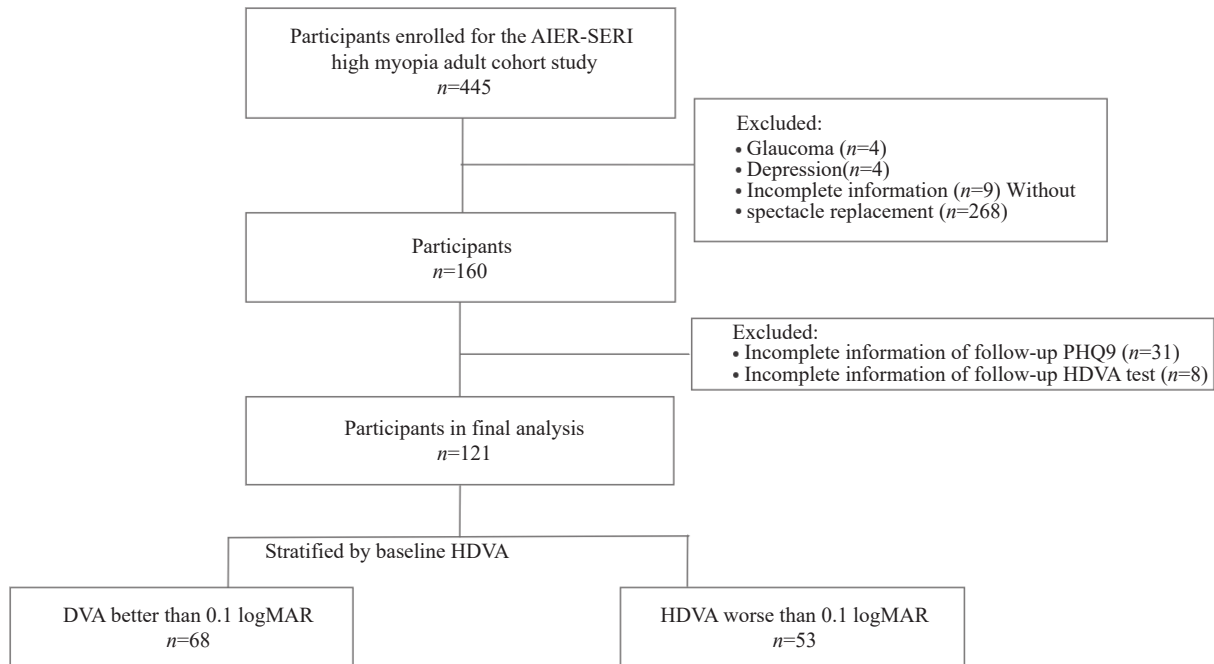 Participants enrolled for the AIER-SERI
high myopia adult cohort study
n=445
Excluded:
• Glaucoma (n=4)
• Depression(n=4)
• Incomplete information (n=9) Without
• spectacle replacement (n=268)
Participants
n=160
Excluded:
• Incomplete information of follow-up PHQ9 (n=31)
• Incomplete information of follow-up HDVA test (n=8)
Participants in final analysis
n=121
Stratified by baseline HDVA
DVA better than 0.1 logMAR
n=68
HDVA worse than 0.1 logMAR
n=53